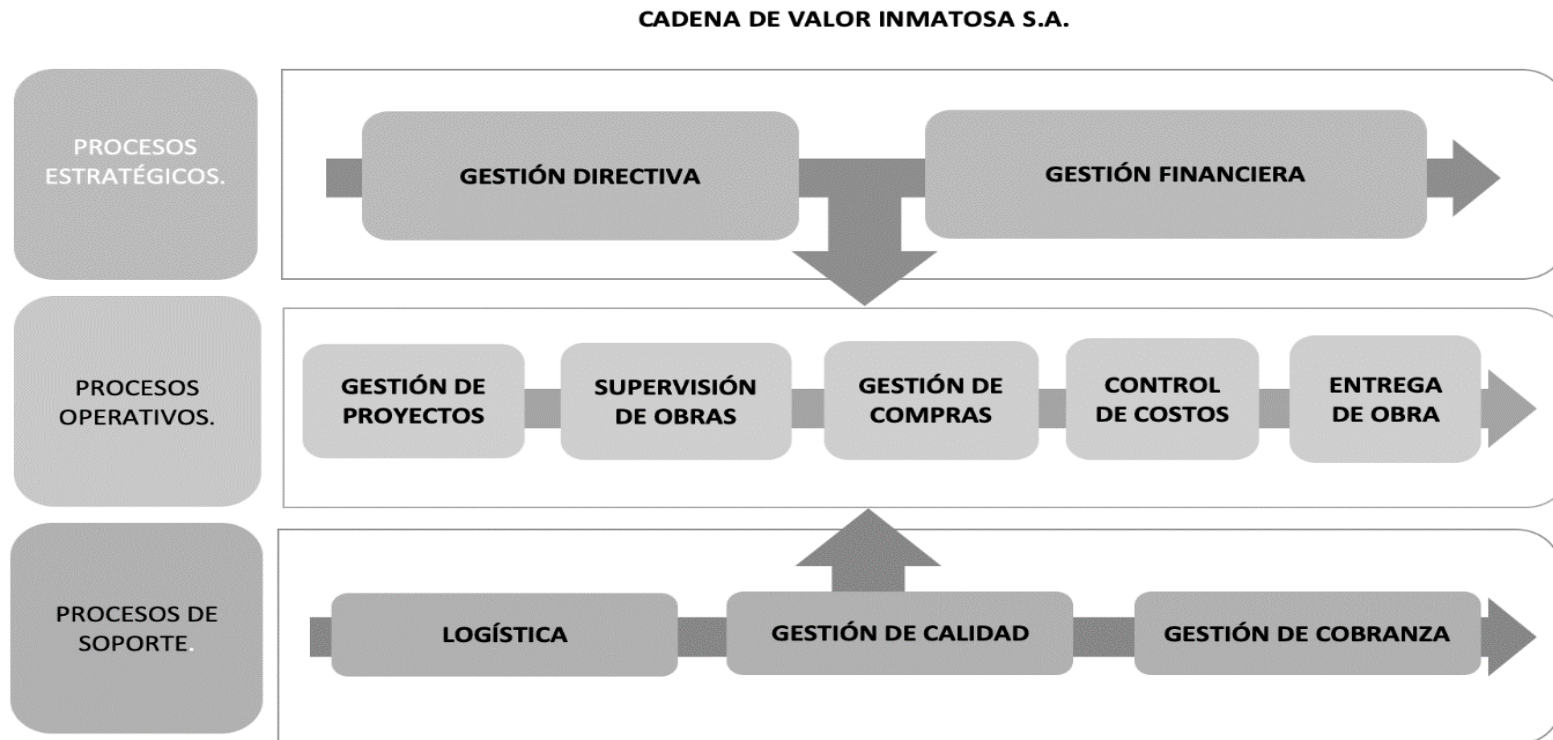 CADENA DE VALOR INMATOSA S.A.
PROCESOS
ESTRATÉGICOS.
GESTIÓN DIRECTIVA
GESTIÓN FINANCIERA
PROCESOS
OPERATIVOS.
GESTIÓN DE
PROYECTOS
SUPERVISIÓN
DE OBRAS
GESTIÓN DE
COMPRAS
CONTROL
DE COSTOS
ENTREGA
DE OBRA
PROCESOS DE
SOPORTE.
LOGÍSTICA
GESTIÓN DE CALIDAD
GESTIÓN DE COBRANZA